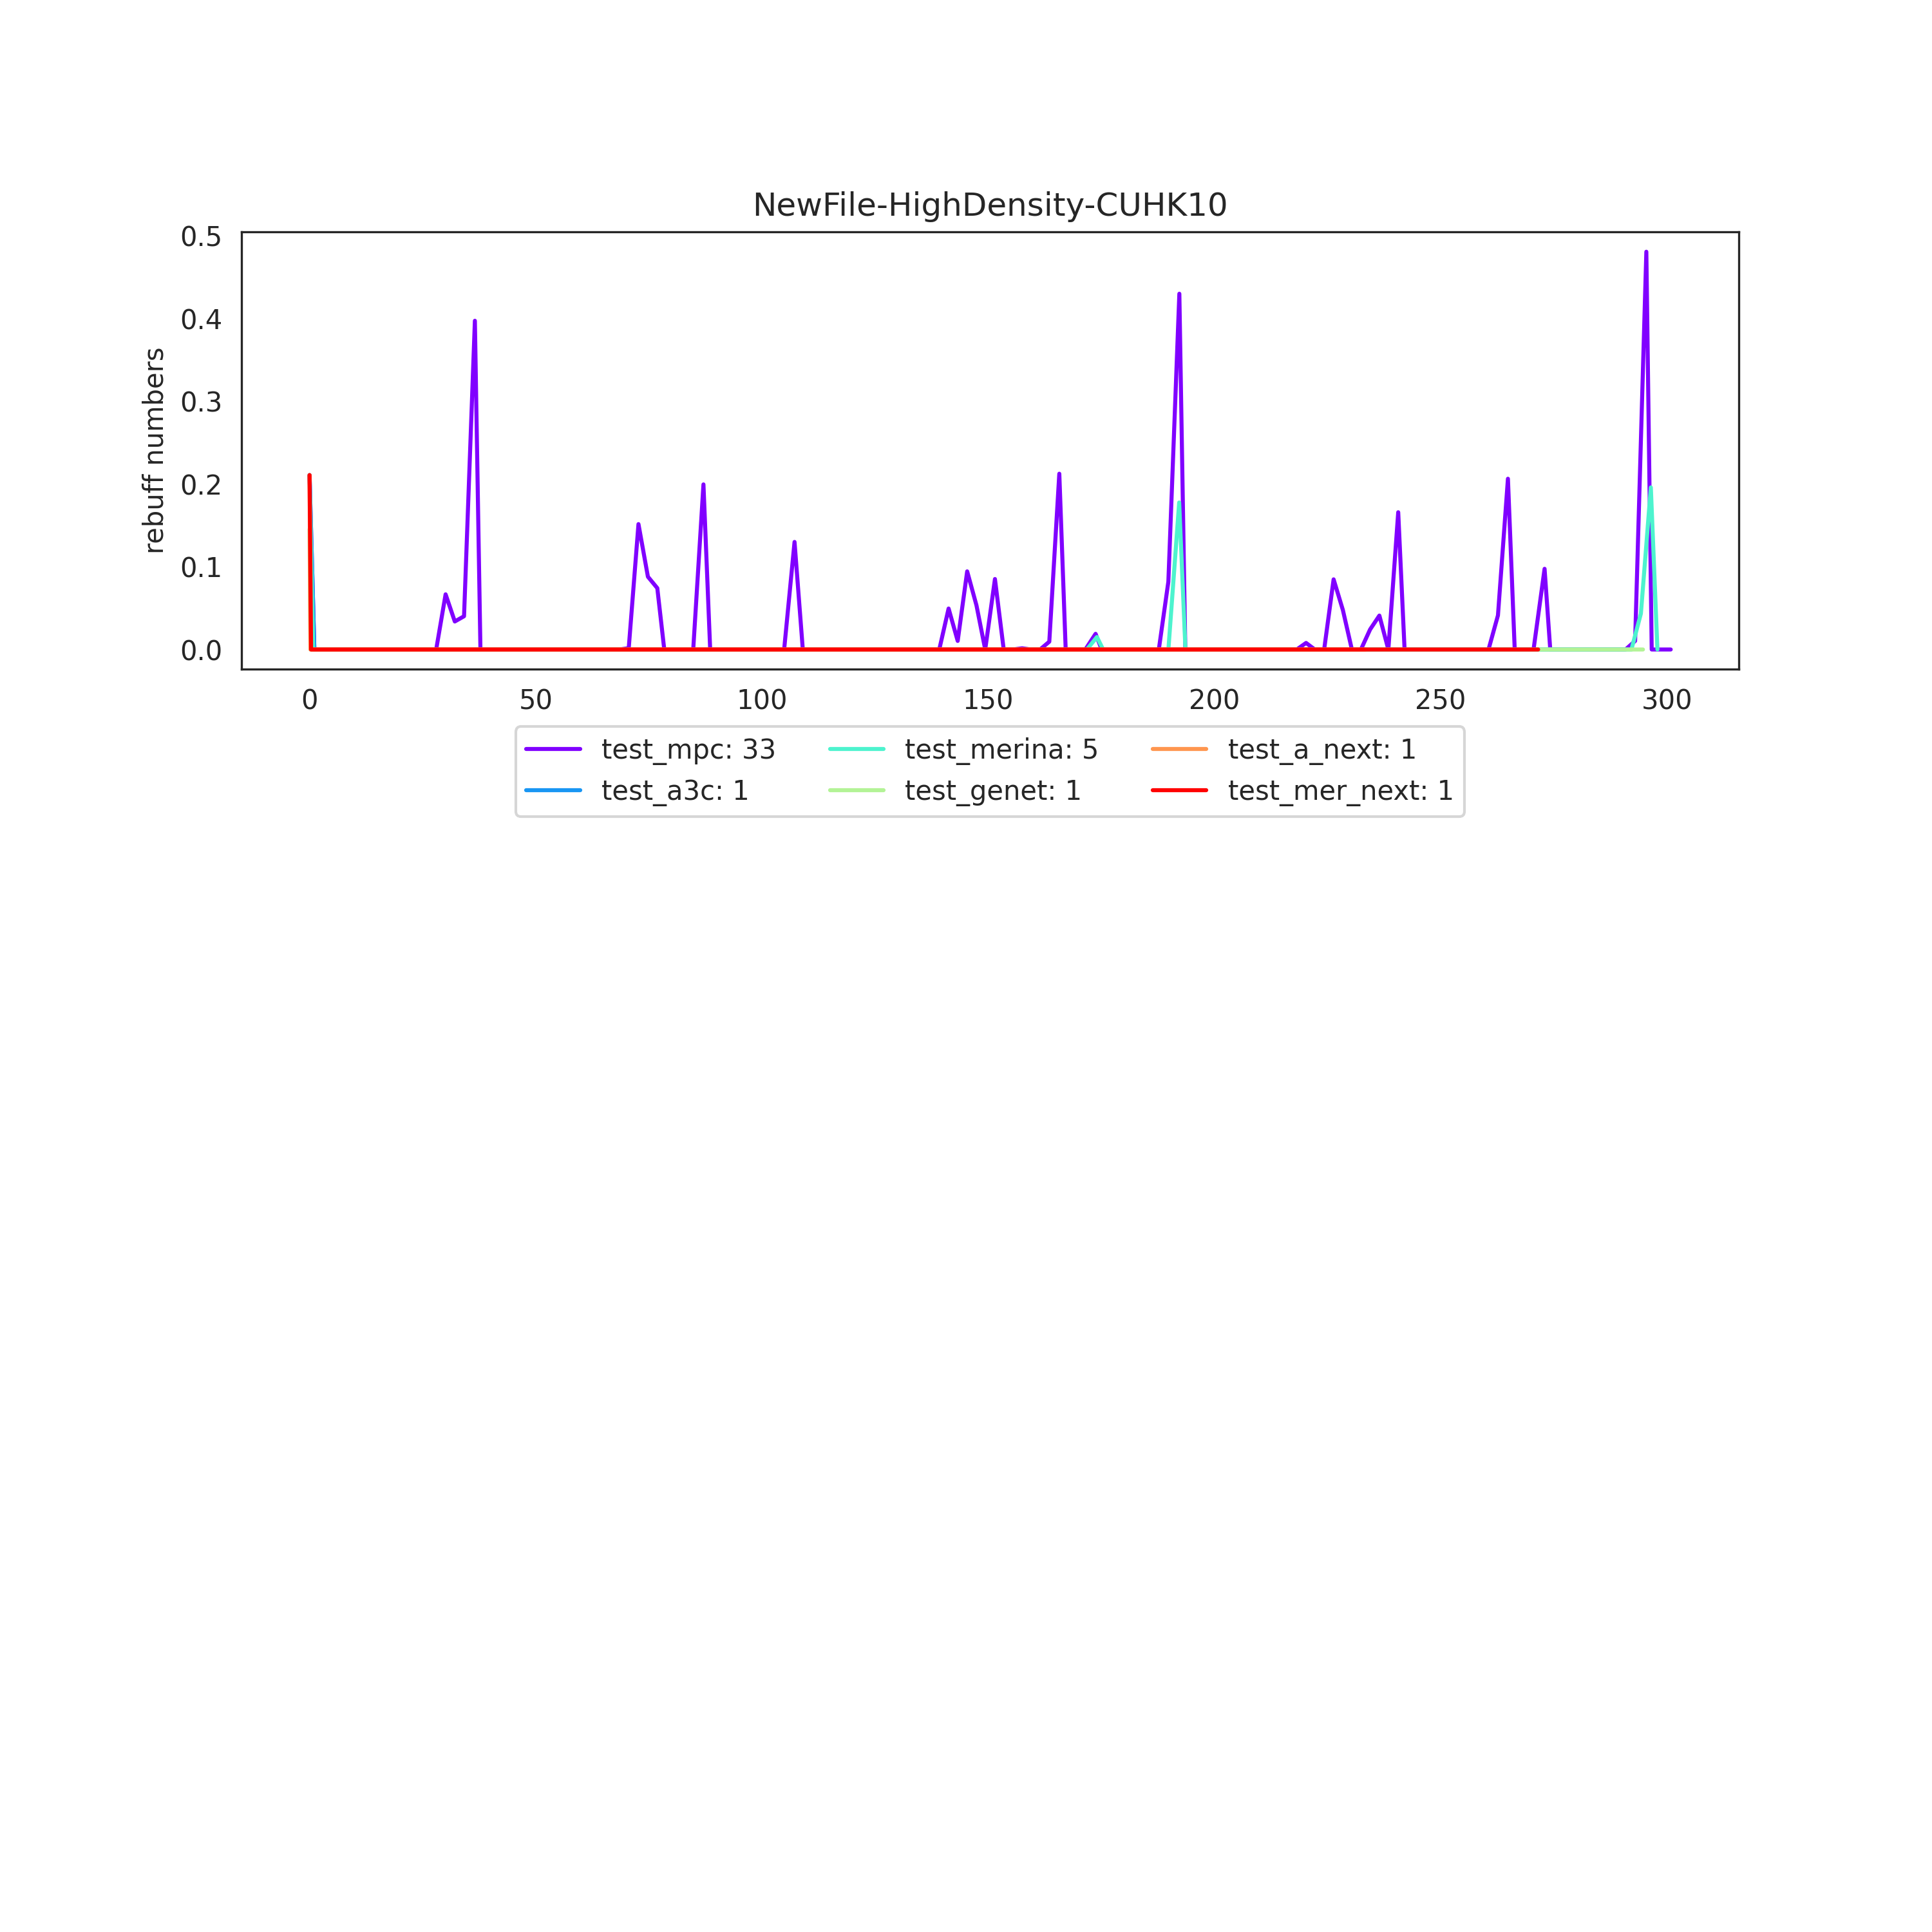 NewFile-HighDensity-CUHK10
rebuff numbers
0.5
0.4
0.3
0.2
0.1
0.0
0 50 100 150 200 250 300
test_mpc: 33 test_merina: 5 test_a_next: 1
test_a3c: 1 test_genet: 1 test_mer_next: 1